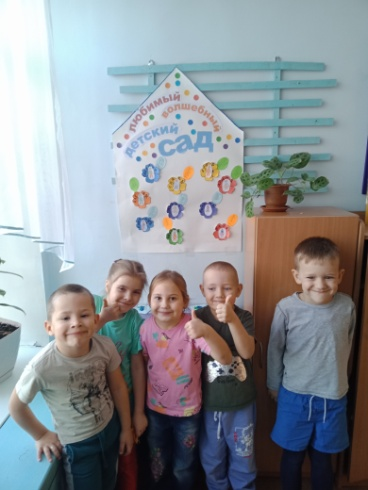 любимый
волшебный
детский
сад